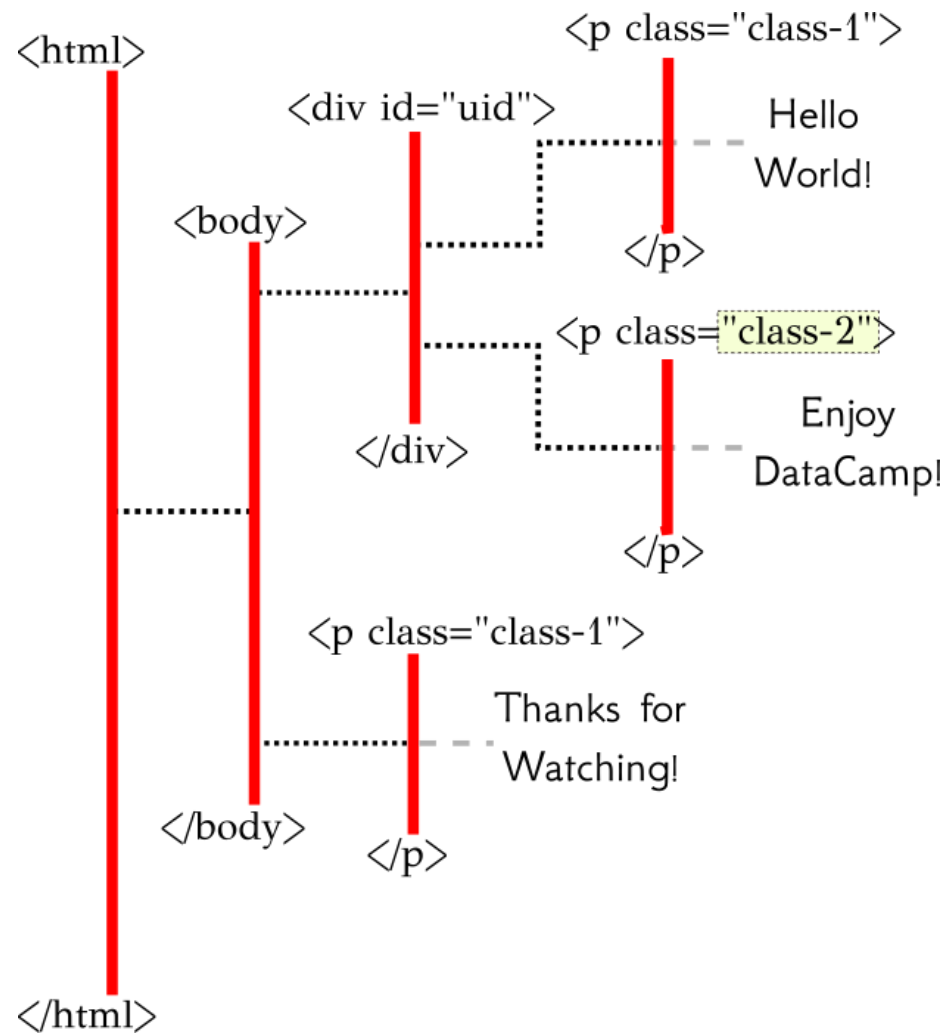 <html>
<body>
<div id="uid">
<p class="class-1">
Hello
World!
</p>
<p class="class-2">
Enjoy
DataCamp!
</p>
</div>
<p class="class-1">
Thanks for
Watching!
</p>
</body>
</html>